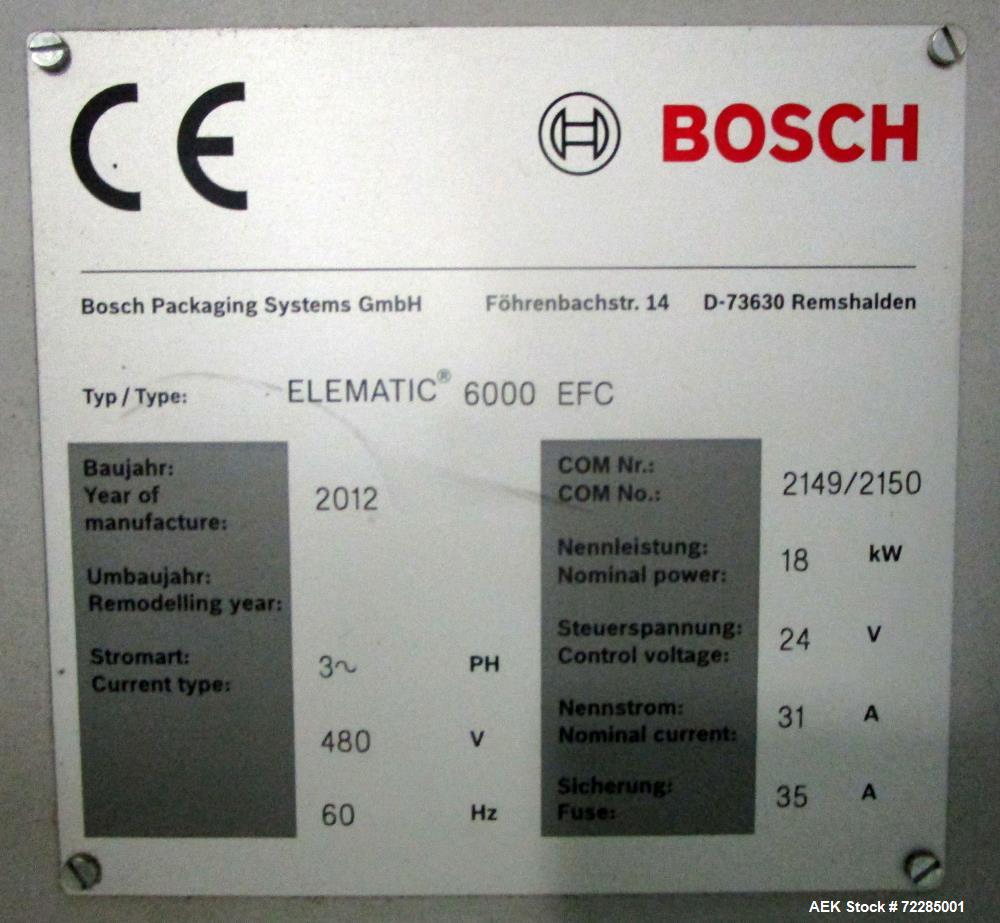 CE
BOSCH
Bosch Packaging Systems GmbH Föhrenbachstr. 14 D-73630 Remshalden
Typ / Type: ELEMATIC® 6000 EFC
Baujahr:
Year of
manufacture:
2012
Umbaujahr:
Remodelling year:
Stromart:
Current type:
3~ PH
480 V
60 Hz
COM Nr.:
COM No.:
2149/2150
Nennleistung:
Nominal power:
18 kW
Steuerspannung:
Control voltage:
24 V
Nennstrom:
Nominal current:
31 A
Sicherung:
Fuse:
35 A
AEK Stock # 72285001